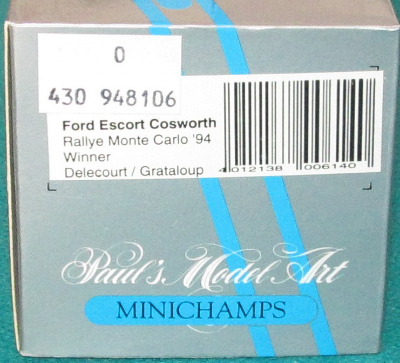 0
430 948106
Ford Escort Cosworth
Rallye Monte Carlo '94
Winner
Delecourt / Grataloup
4 012138 006140
Paul's Model Art
MINICHAMPS